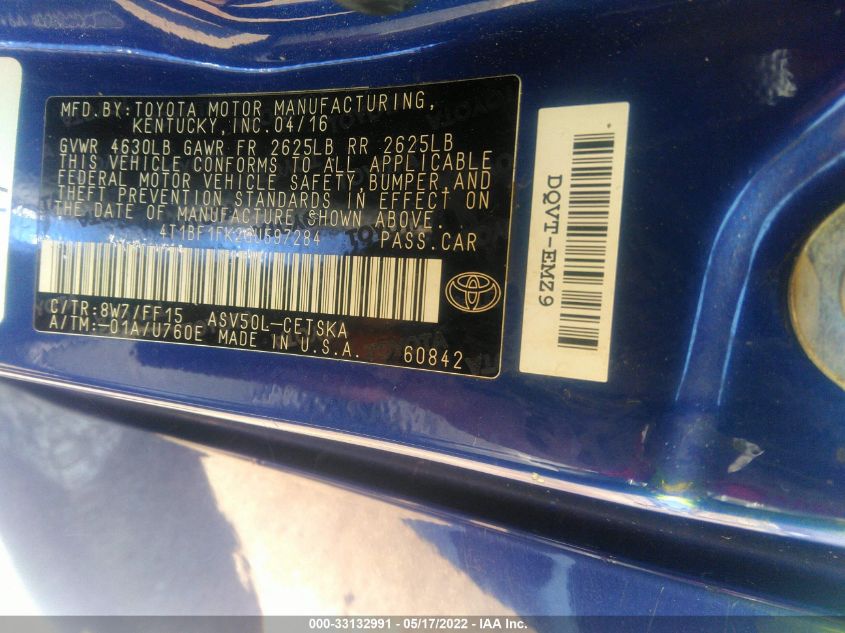 MFD.BY:TOYOTA MOTOR MANUFACTURING,
KENTUCKY, INC.04/16
GVWR 4630LB GAWR FR 2625LB RR 2625LB
THIS VEHICLE CONFORMS TO ALL APPLICABLE
FEDERAL MOTOR VEHICLE SAFETY,BUMPER,AND
THEFT PREVENTION STANDARDS IN EFFECT ON
THE DATE OF MANUFACTURE SHOWN ABOVE.
4T1BF1FK2GU597284 PASS.CAR
C/TR:8W7/FF15 ASV50L-CETSKA
A/TM:-01A/U760E MADE IN U.S.A. 60842
DQVT-EMZ9
000-33132991 - 05/17/2022 - IAA Inc.